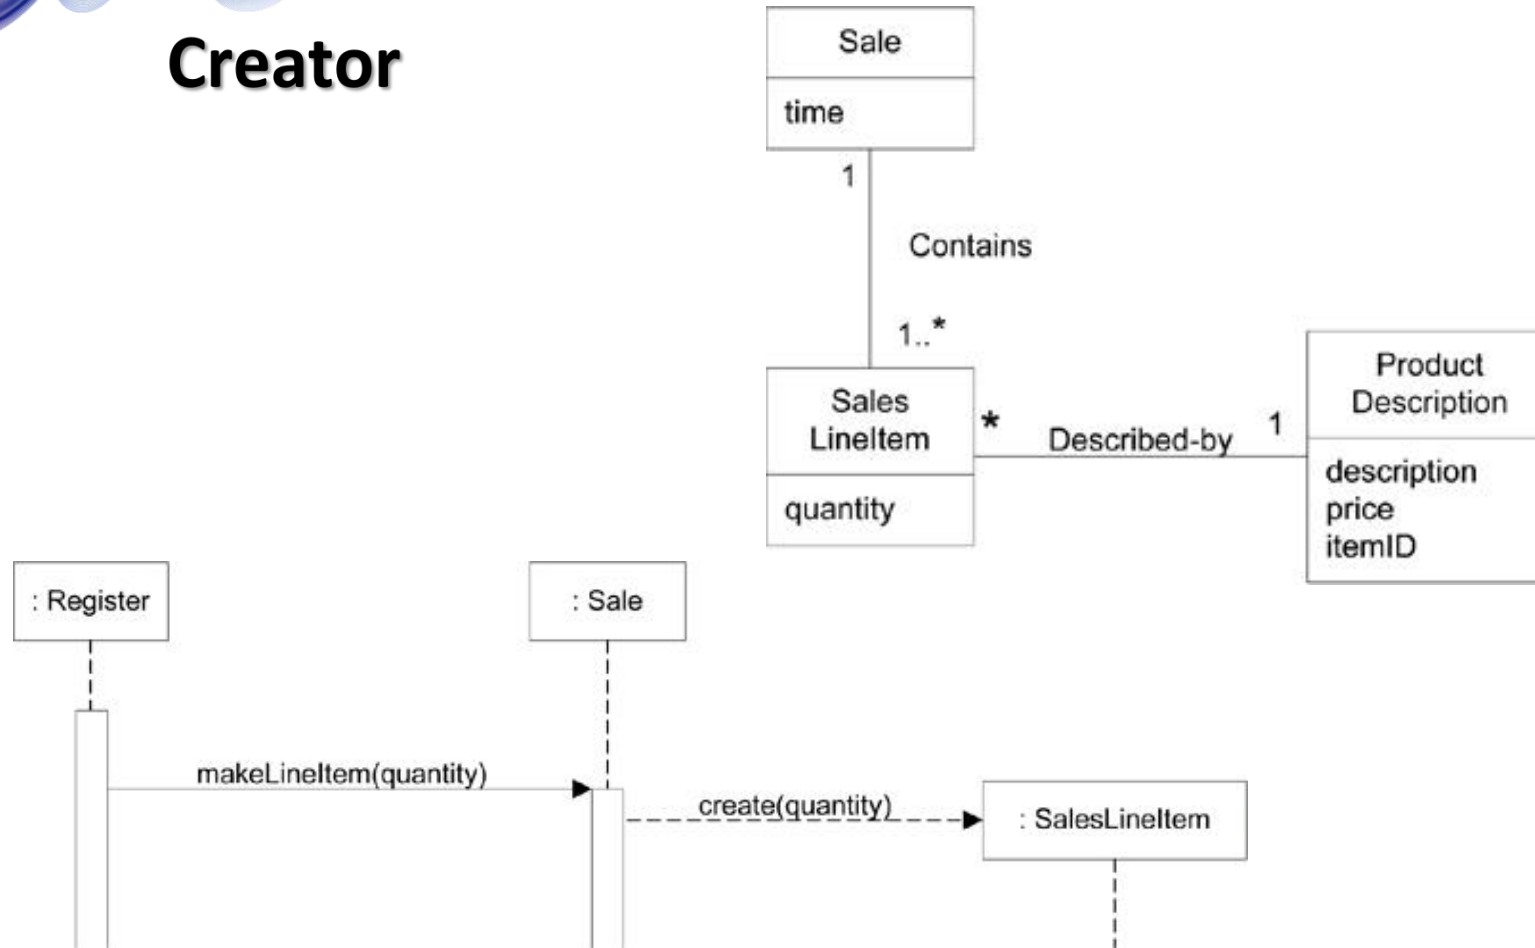 Creator
Sale
time
1
Contains
1..*
Sales
LineItem
quantity
*
Described-by
1
Product
Description
description
price
itemID
: Register
: Sale
makeLineItem(quantity)
create(quantity)
: SalesLineItem